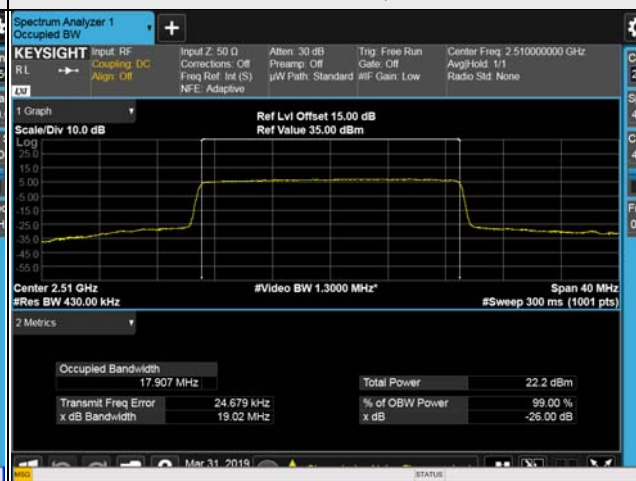 Spectrum Analyzer 1
Occupied BW
+
KEYSIGHT Input: RF Input Z: 50 Ω Atten: 30 dB Trig: Free Run Center Freq: 2.510000000 GHz
RL Coupling: DC Corrections: Off Preamp: Off Gate: Off Avg|Hold: 1/1
Align: Off Freq Ref: Int (S) µW Path: Standard #IF Gain: Low Radio Std: None
LXI NFE: Adaptive
1 Graph
Ref Lvl Offset 15.00 dB
Scale/Div 10.0 dB Ref Value 35.00 dBm
Log
25.0
15.0
5.00
-5.00
-15.0
-25.0
-35.0
-45.0
-55.0
Center 2.51 GHz #Video BW 1.3000 MHz* Span 40 MHz
#Res BW 430.00 kHz #Sweep 300 ms (1001 pts)
2 Metrics
Occupied Bandwidth
17.907 MHz Total Power 22.2 dBm
Transmit Freq Error 24.679 kHz % of OBW Power 99.00 %
x dB Bandwidth 19.02 MHz x dB -26.00 dB
Mar 31, 2019
MSG STATUS